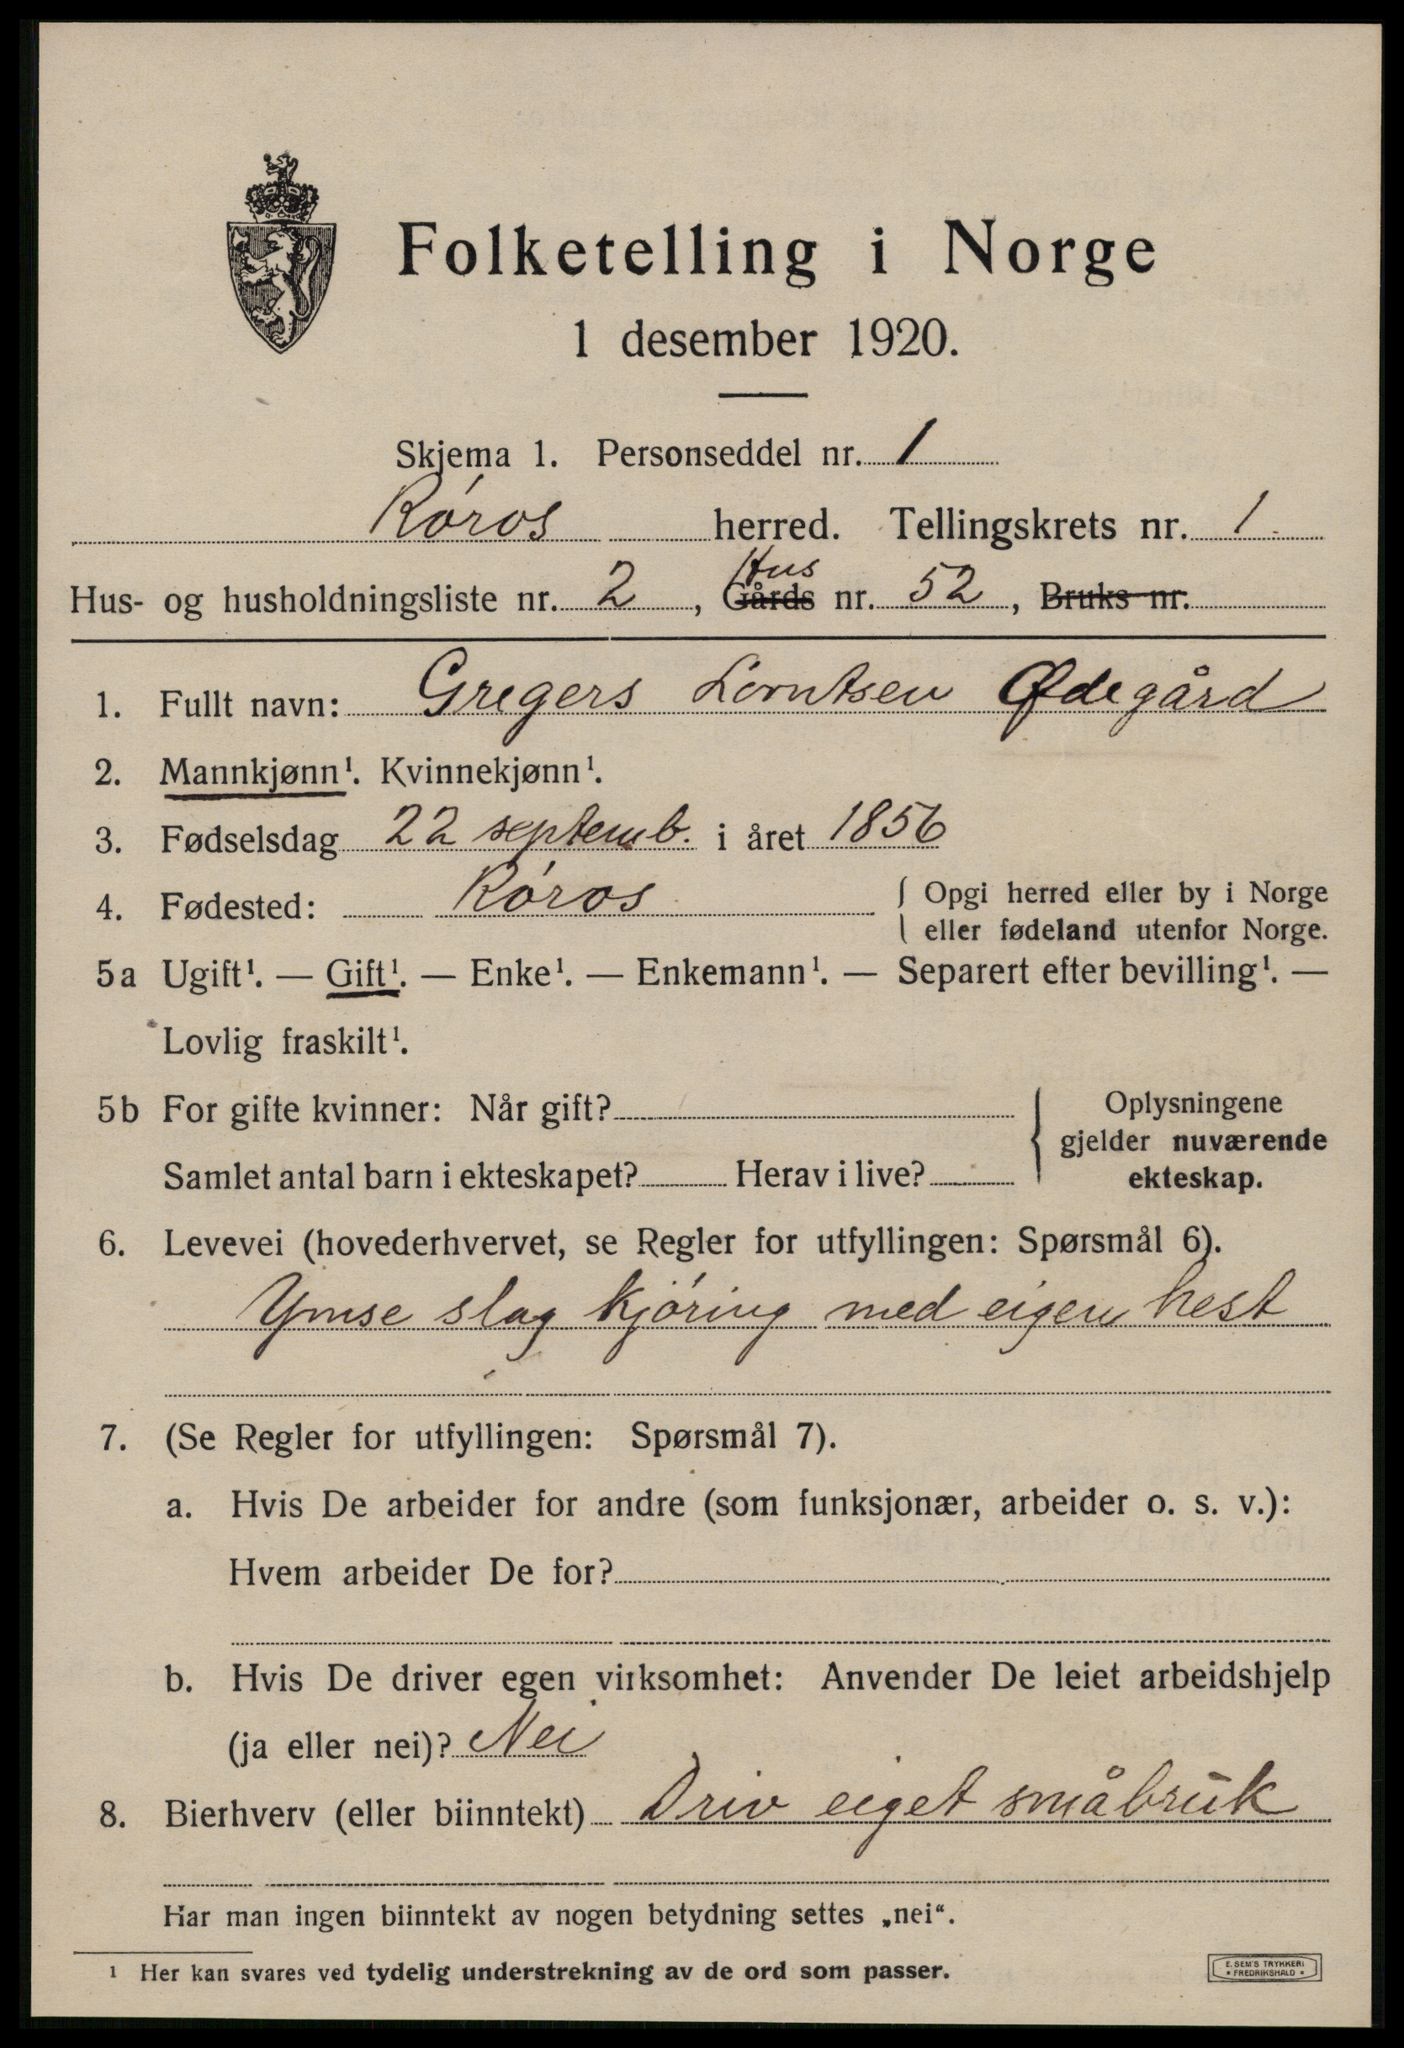 Folketelling i Norge
1 desember 1920.
Skjema 1. Personseddel nr. 1
Røros herred. Tellingskrets nr. 1.
Hus
Hus- og husholdningsliste nr. 2, Gårds nr. 52, Bruks nr.
1. Fullt navn: Gregers Lorntsen Ødegård
2. Mannkjønn¹. Kvinnekjønn¹.
3. Fødselsdag 22 septemb. i året 1856
4. Fødested: Røros { Opgi herred eller by i Norge
eller fødeland utenfor Norge.
5a Ugift¹. — Gift¹. — Enke¹. — Enkemann¹. — Separert efter bevilling¹. —
Lovlig fraskilt¹.
5b For gifte kvinner: Når gift?
Samlet antal barn i ekteskapet? Herav i live?
Oplysningene
gjelder nuværende
ekteskap.
6. Levevei (hovederhvervet, se Regler for utfyllingen: Spørsmål 6).
Ymse slag kjøring med eigen hest
7. (Se Regler for utfyllingen: Spørsmål 7).
a. Hvis De arbeider for andre (som funksjonær, arbeider o. s. v.):
Hvem arbeider De for?
b. Hvis De driver egen virksomhet: Anvender De leiet arbeidshjelp
(ja eller nei)? Nei
8. Bierhverv (eller biinntekt) Driv eiget småbruk
Har man ingen biinntekt av nogen betydning settes „nei“.
¹ Her kan svares ved tydelig understrekning av de ord som passer.
E. SEM'S TRYKKERI
• FREDRIKSHALD •